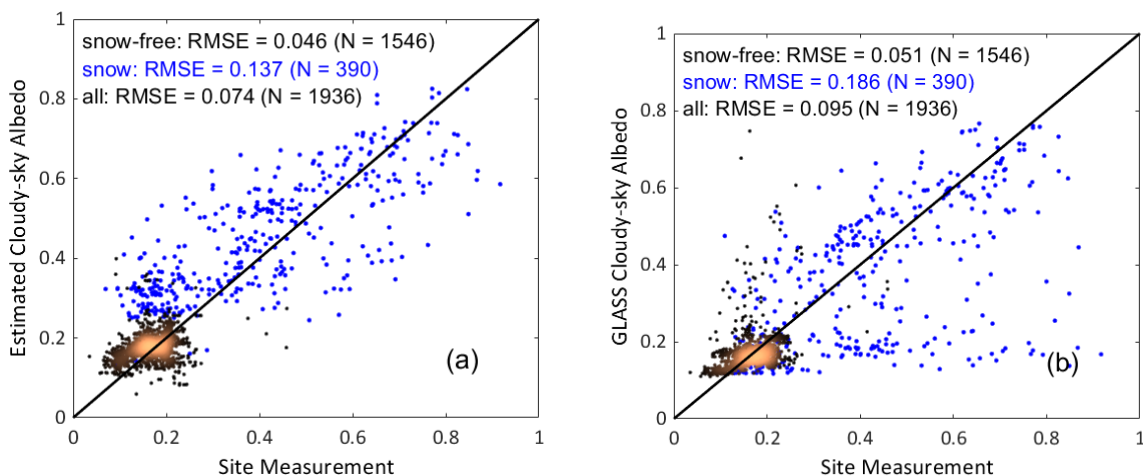 snow-free: RMSE = 0.046 (N = 1546)
snow: RMSE = 0.137 (N = 390)
all: RMSE = 0.074 (N = 1936)
(a)
Estimated Cloudy-sky Albedo
1
0.8
0.6
0.4
0.2
0
0 0.2 0.4 0.6 0.8 1
Site Measurement
snow-free: RMSE = 0.051 (N = 1546)
snow: RMSE = 0.186 (N = 390)
all: RMSE = 0.095 (N = 1936)
(b)
GLASS Cloudy-sky Albedo
1
0.8
0.6
0.4
0.2
0
0 0.2 0.4 0.6 0.8 1
Site Measurement